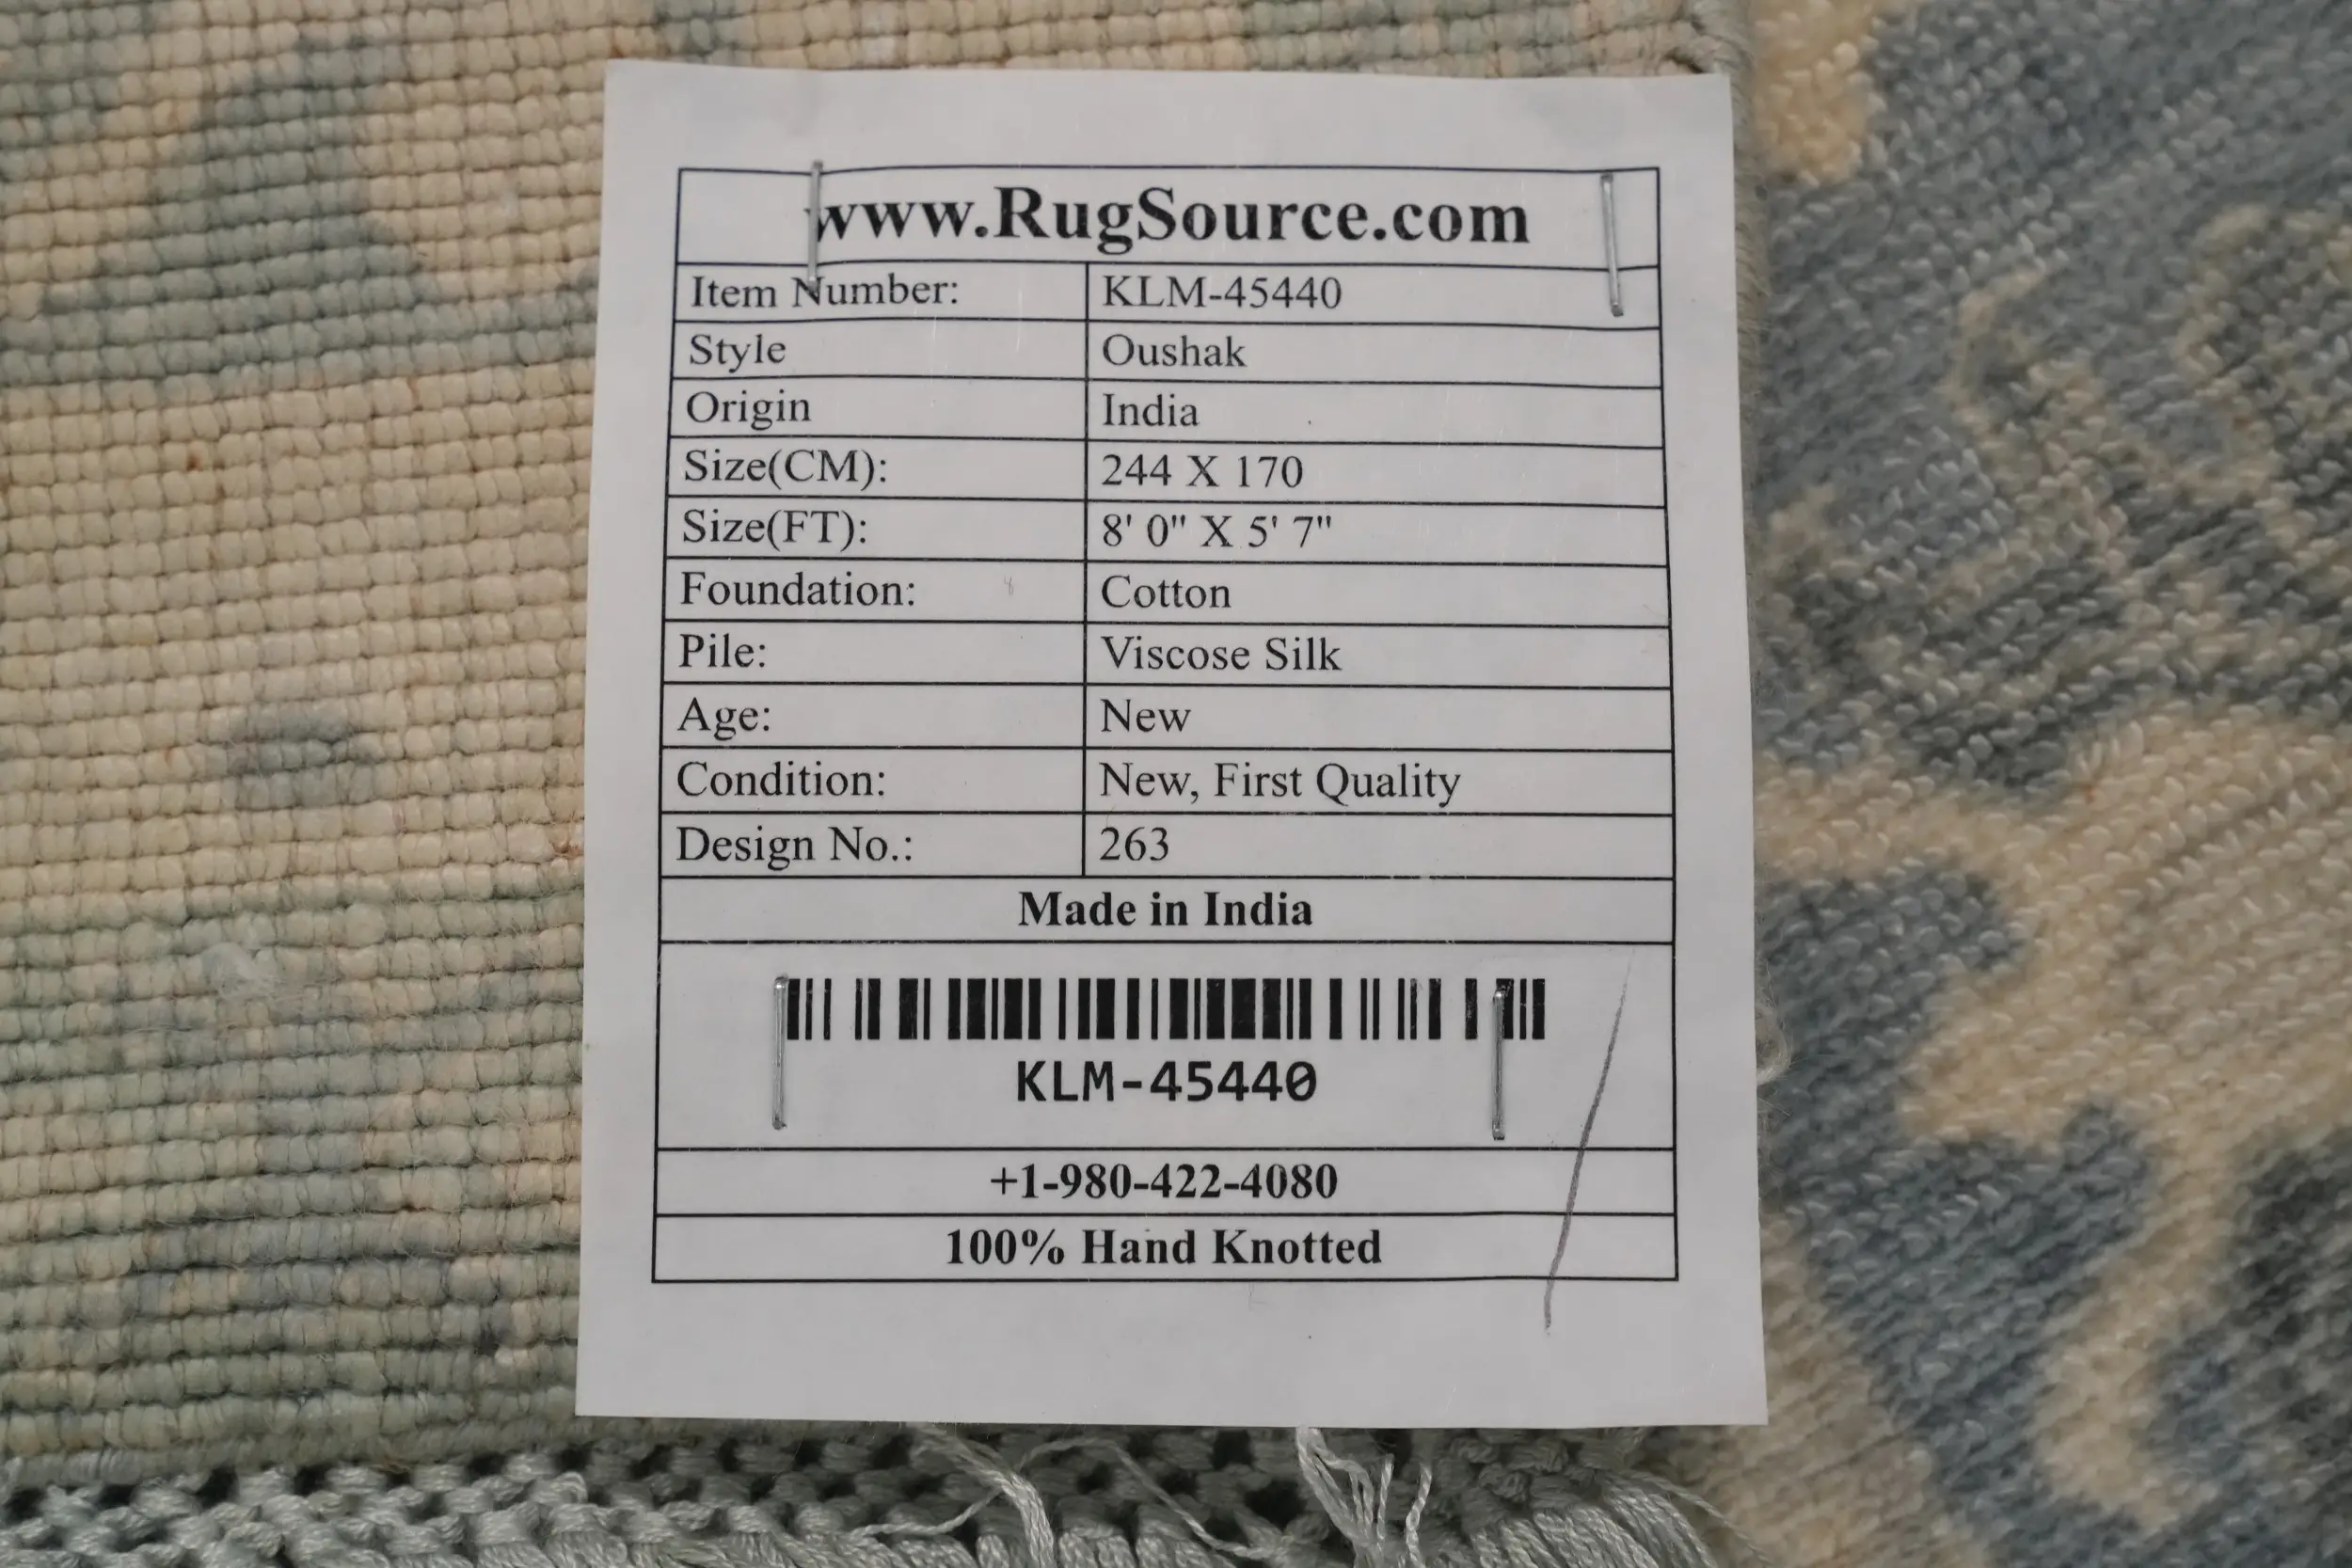 www.RugSource.com
Item Number: KLM-45440
Style Oushak
Origin India
Size(CM): 244 X 170
Size(FT): 8' 0" X 5' 7"
Foundation: Cotton
Pile: Viscose Silk
Age: New
Condition: New, First Quality
Design No.: 263
Made in India
KLM-45440
+1-980-422-4080
100% Hand Knotted